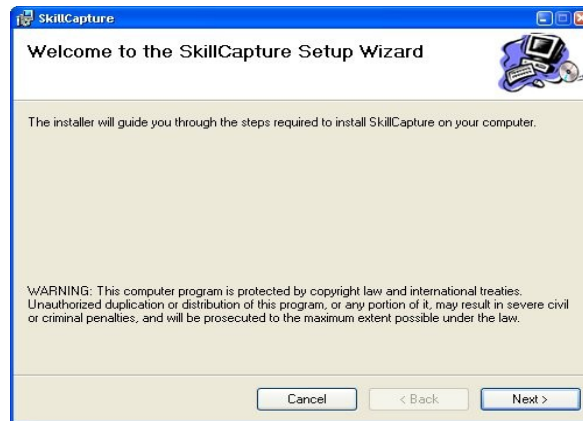 SkillCapture
Welcome to the SkillCapture Setup Wizard
The installer will guide you through the steps required to install SkillCapture on your computer.
WARNING: This computer program is protected by copyright law and international treaties.
Unauthorized duplication or distribution of this program, or any portion of it, may result in severe civil
or criminal penalties, and will be prosecuted to the maximum extent possible under the law.
Cancel < Back Next >